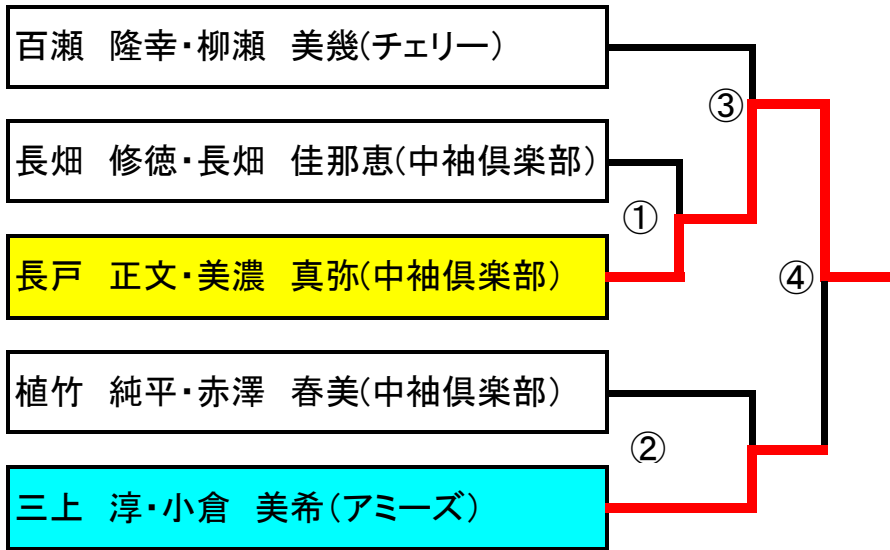 百瀬　隆幸・柳瀬　美幾(チェリー)
③
長畑　修徳・長畑　佳那恵(中袖倶楽部)
①
長戸　正文・美濃　真弥(中袖倶楽部)
④
植竹　純平・赤澤　春美(中袖倶楽部)
②
三上　淳・小倉　美希(アミーズ)